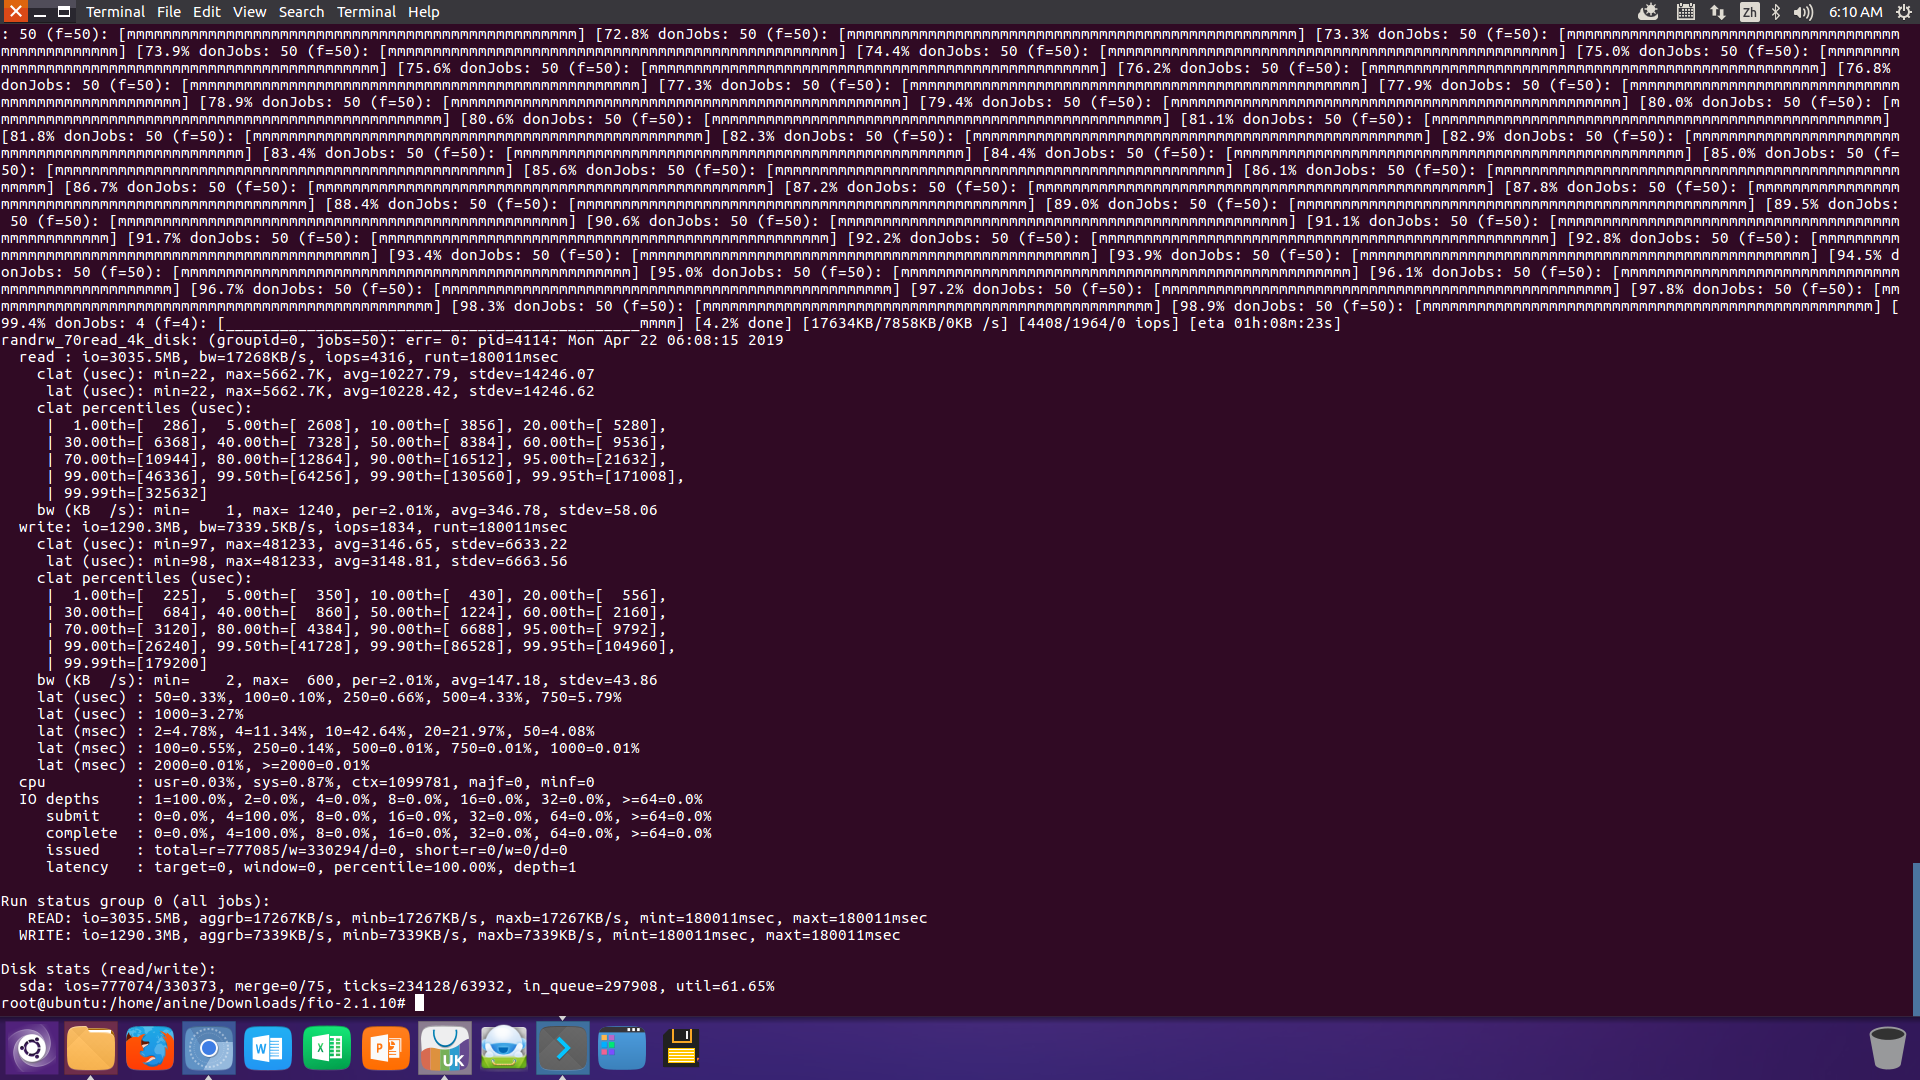 Terminal File Edit View Search Terminal Help Zh 6:10 AM
: 50 (f=50): [mmmmmmmmmmmmmmmmmmmmmmmmmmmmmmmmmmmmmmmmmmmmmmmmmm] [72.8% donJobs: 50 (f=50): [mmmmmmmmmmmmmmmmmmmmmmmmmmmmmmmmmmmmmmmmmmmmmmmmmm] [73.3% donJobs: 50 (f=50): [mmmmmmmmmmmmmmmmmmmmmmmmmmmmmmmmmmmmm
mmmmmmmmmmmmm] [73.9% donJobs: 50 (f=50): [mmmmmmmmmmmmmmmmmmmmmmmmmmmmmmmmmmmmmmmmmmmmmmmmmm] [74.4% donJobs: 50 (f=50): [mmmmmmmmmmmmmmmmmmmmmmmmmmmmmmmmmmmmmmmmmmmmmmmmmm] [75.0% donJobs: 50 (f=50): [mmmmmmmm
mmmmmmmmmmmmmmmmmmmmmmmmmmmmmmmmmmmmmmmmmm] [75.6% donJobs: 50 (f=50): [mmmmmmmmmmmmmmmmmmmmmmmmmmmmmmmmmmmmmmmmmmmmmmmmmm] [76.2% donJobs: 50 (f=50): [mmmmmmmmmmmmmmmmmmmmmmmmmmmmmmmmmmmmmmmmmmmmmmmmmm] [76.8%
donJobs: 50 (f=50): [mmmmmmmmmmmmmmmmmmmmmmmmmmmmmmmmmmmmmmmmmmmmmmmmmm] [77.3% donJobs: 50 (f=50): [mmmmmmmmmmmmmmmmmmmmmmmmmmmmmmmmmmmmmmmmmmmmmmmmmm] [77.9% donJobs: 50 (f=50): [mmmmmmmmmmmmmmmmmmmmmmmmmmmmmm
mmmmmmmmmmmmmmmmmmmm] [78.9% donJobs: 50 (f=50): [mmmmmmmmmmmmmmmmmmmmmmmmmmmmmmmmmmmmmmmmmmmmmmmmmm] [79.4% donJobs: 50 (f=50): [mmmmmmmmmmmmmmmmmmmmmmmmmmmmmmmmmmmmmmmmmmmmmmmmmm] [80.0% donJobs: 50 (f=50): [m
mmmmmmmmmmmmmmmmmmmmmmmmmmmmmmmmmmmmmmmmmmmmmmmmm] [80.6% donJobs: 50 (f=50): [mmmmmmmmmmmmmmmmmmmmmmmmmmmmmmmmmmmmmmmmmmmmmmmmmm] [81.1% donJobs: 50 (f=50): [mmmmmmmmmmmmmmmmmmmmmmmmmmmmmmmmmmmmmmmmmmmmmmmmmm]
[81.8% donJobs: 50 (f=50): [mmmmmmmmmmmmmmmmmmmmmmmmmmmmmmmmmmmmmmmmmmmmmmmmmm] [82.3% donJobs: 50 (f=50): [mmmmmmmmmmmmmmmmmmmmmmmmmmmmmmmmmmmmmmmmmmmmmmmmmm] [82.9% donJobs: 50 (f=50): [mmmmmmmmmmmmmmmmmmmmmmm
mmmmmmmmmmmmmmmmmmmmmmmmmmm] [83.4% donJobs: 50 (f=50): [mmmmmmmmmmmmmmmmmmmmmmmmmmmmmmmmmmmmmmmmmmmmmmmmmm] [84.4% donJobs: 50 (f=50): [mmmmmmmmmmmmmmmmmmmmmmmmmmmmmmmmmmmmmmmmmmmmmmmmmm] [85.0% donJobs: 50 (f=
50): [mmmmmmmmmmmmmmmmmmmmmmmmmmmmmmmmmmmmmmmmmmmmmmmmmm] [85.6% donJobs: 50 (f=50): [mmmmmmmmmmmmmmmmmmmmmmmmmmmmmmmmmmmmmmmmmmmmmmmmmm] [86.1% donJobs: 50 (f=50): [mmmmmmmmmmmmmmmmmmmmmmmmmmmmmmmmmmmmmmmmmmmmm
mmmmm] [86.7% donJobs: 50 (f=50): [mmmmmmmmmmmmmmmmmmmmmmmmmmmmmmmmmmmmmmmmmmmmmmmmmm] [87.2% donJobs: 50 (f=50): [mmmmmmmmmmmmmmmmmmmmmmmmmmmmmmmmmmmmmmmmmmmmmmmmmm] [87.8% donJobs: 50 (f=50): [mmmmmmmmmmmmmmmm
mmmmmmmmmmmmmmmmmmmmmmmmmmmmmmmmmm] [88.4% donJobs: 50 (f=50): [mmmmmmmmmmmmmmmmmmmmmmmmmmmmmmmmmmmmmmmmmmmmmmmmmm] [89.0% donJobs: 50 (f=50): [mmmmmmmmmmmmmmmmmmmmmmmmmmmmmmmmmmmmmmmmmmmmmmmmmm] [89.5% donJobs:
 50 (f=50): [mmmmmmmmmmmmmmmmmmmmmmmmmmmmmmmmmmmmmmmmmmmmmmmmmm] [90.6% donJobs: 50 (f=50): [mmmmmmmmmmmmmmmmmmmmmmmmmmmmmmmmmmmmmmmmmmmmmmmmmm] [91.1% donJobs: 50 (f=50): [mmmmmmmmmmmmmmmmmmmmmmmmmmmmmmmmmmmmmm
mmmmmmmmmmmm] [91.7% donJobs: 50 (f=50): [mmmmmmmmmmmmmmmmmmmmmmmmmmmmmmmmmmmmmmmmmmmmmmmmmm] [92.2% donJobs: 50 (f=50): [mmmmmmmmmmmmmmmmmmmmmmmmmmmmmmmmmmmmmmmmmmmmmmmmmm] [92.8% donJobs: 50 (f=50): [mmmmmmmmm
mmmmmmmmmmmmmmmmmmmmmmmmmmmmmmmmmmmmmmmmm] [93.4% donJobs: 50 (f=50): [mmmmmmmmmmmmmmmmmmmmmmmmmmmmmmmmmmmmmmmmmmmmmmmmmm] [93.9% donJobs: 50 (f=50): [mmmmmmmmmmmmmmmmmmmmmmmmmmmmmmmmmmmmmmmmmmmmmmmmmm] [94.5% d
onJobs: 50 (f=50): [mmmmmmmmmmmmmmmmmmmmmmmmmmmmmmmmmmmmmmmmmmmmmmmmmm] [95.0% donJobs: 50 (f=50): [mmmmmmmmmmmmmmmmmmmmmmmmmmmmmmmmmmmmmmmmmmmmmmmmmm] [96.1% donJobs: 50 (f=50): [mmmmmmmmmmmmmmmmmmmmmmmmmmmmmmm
mmmmmmmmmmmmmmmmmmm] [96.7% donJobs: 50 (f=50): [mmmmmmmmmmmmmmmmmmmmmmmmmmmmmmmmmmmmmmmmmmmmmmmmmm] [97.2% donJobs: 50 (f=50): [mmmmmmmmmmmmmmmmmmmmmmmmmmmmmmmmmmmmmmmmmmmmmmmmmm] [97.8% donJobs: 50 (f=50): [mm
mmmmmmmmmmmmmmmmmmmmmmmmmmmmmmmmmmmmmmmmmmmmmmmm] [98.3% donJobs: 50 (f=50): [mmmmmmmmmmmmmmmmmmmmmmmmmmmmmmmmmmmmmmmmmmmmmmmmmm] [98.9% donJobs: 50 (f=50): [mmmmmmmmmmmmmmmmmmmmmmmmmmmmmmmmmmmmmmmmmmmmmmmmmm] [
99.4% donJobs: 4 (f=4): [______________________________________________mmmm] [4.2% done] [17634KB/7858KB/0KB /s] [4408/1964/0 iops] [eta 01h:08m:23s]
randrw_70read_4k_disk: (groupid=0, jobs=50): err= 0: pid=4114: Mon Apr 22 06:08:15 2019
  read : io=3035.5MB, bw=17268KB/s, iops=4316, runt=180011msec
    clat (usec): min=22, max=5662.7K, avg=10227.79, stdev=14246.07
     lat (usec): min=22, max=5662.7K, avg=10228.42, stdev=14246.62
    clat percentiles (usec):
     |  1.00th=[  286],  5.00th=[ 2608], 10.00th=[ 3856], 20.00th=[ 5280],
     | 30.00th=[ 6368], 40.00th=[ 7328], 50.00th=[ 8384], 60.00th=[ 9536],
     | 70.00th=[10944], 80.00th=[12864], 90.00th=[16512], 95.00th=[21632],
     | 99.00th=[46336], 99.50th=[64256], 99.90th=[130560], 99.95th=[171008],
     | 99.99th=[325632]
    bw (KB  /s): min=    1, max= 1240, per=2.01%, avg=346.78, stdev=58.06
  write: io=1290.3MB, bw=7339.5KB/s, iops=1834, runt=180011msec
    clat (usec): min=97, max=481233, avg=3146.65, stdev=6633.22
     lat (usec): min=98, max=481233, avg=3148.81, stdev=6663.56
    clat percentiles (usec):
     |  1.00th=[  225],  5.00th=[  350], 10.00th=[  430], 20.00th=[  556],
     | 30.00th=[  684], 40.00th=[  860], 50.00th=[ 1224], 60.00th=[ 2160],
     | 70.00th=[ 3120], 80.00th=[ 4384], 90.00th=[ 6688], 95.00th=[ 9792],
     | 99.00th=[26240], 99.50th=[41728], 99.90th=[86528], 99.95th=[104960],
     | 99.99th=[179200]
    bw (KB  /s): min=    2, max=  600, per=2.01%, avg=147.18, stdev=43.86
    lat (usec) : 50=0.33%, 100=0.10%, 250=0.66%, 500=4.33%, 750=5.79%
    lat (usec) : 1000=3.27%
    lat (msec) : 2=4.78%, 4=11.34%, 10=42.64%, 20=21.97%, 50=4.08%
    lat (msec) : 100=0.55%, 250=0.14%, 500=0.01%, 750=0.01%, 1000=0.01%
    lat (msec) : 2000=0.01%, >=2000=0.01%
  cpu          : usr=0.03%, sys=0.87%, ctx=1099781, majf=0, minf=0
  IO depths    : 1=100.0%, 2=0.0%, 4=0.0%, 8=0.0%, 16=0.0%, 32=0.0%, >=64=0.0%
     submit    : 0=0.0%, 4=100.0%, 8=0.0%, 16=0.0%, 32=0.0%, 64=0.0%, >=64=0.0%
     complete  : 0=0.0%, 4=100.0%, 8=0.0%, 16=0.0%, 32=0.0%, 64=0.0%, >=64=0.0%
     issued    : total=r=777085/w=330294/d=0, short=r=0/w=0/d=0
     latency   : target=0, window=0, percentile=100.00%, depth=1
Run status group 0 (all jobs):
   READ: io=3035.5MB, aggrb=17267KB/s, minb=17267KB/s, maxb=17267KB/s, mint=180011msec, maxt=180011msec
  WRITE: io=1290.3MB, aggrb=7339KB/s, minb=7339KB/s, maxb=7339KB/s, mint=180011msec, maxt=180011msec
Disk stats (read/write):
  sda: ios=777074/330373, merge=0/75, ticks=234128/63932, in_queue=297908, util=61.65%
root@ubuntu:/home/anine/Downloads/fio-2.1.10#
W X P UK